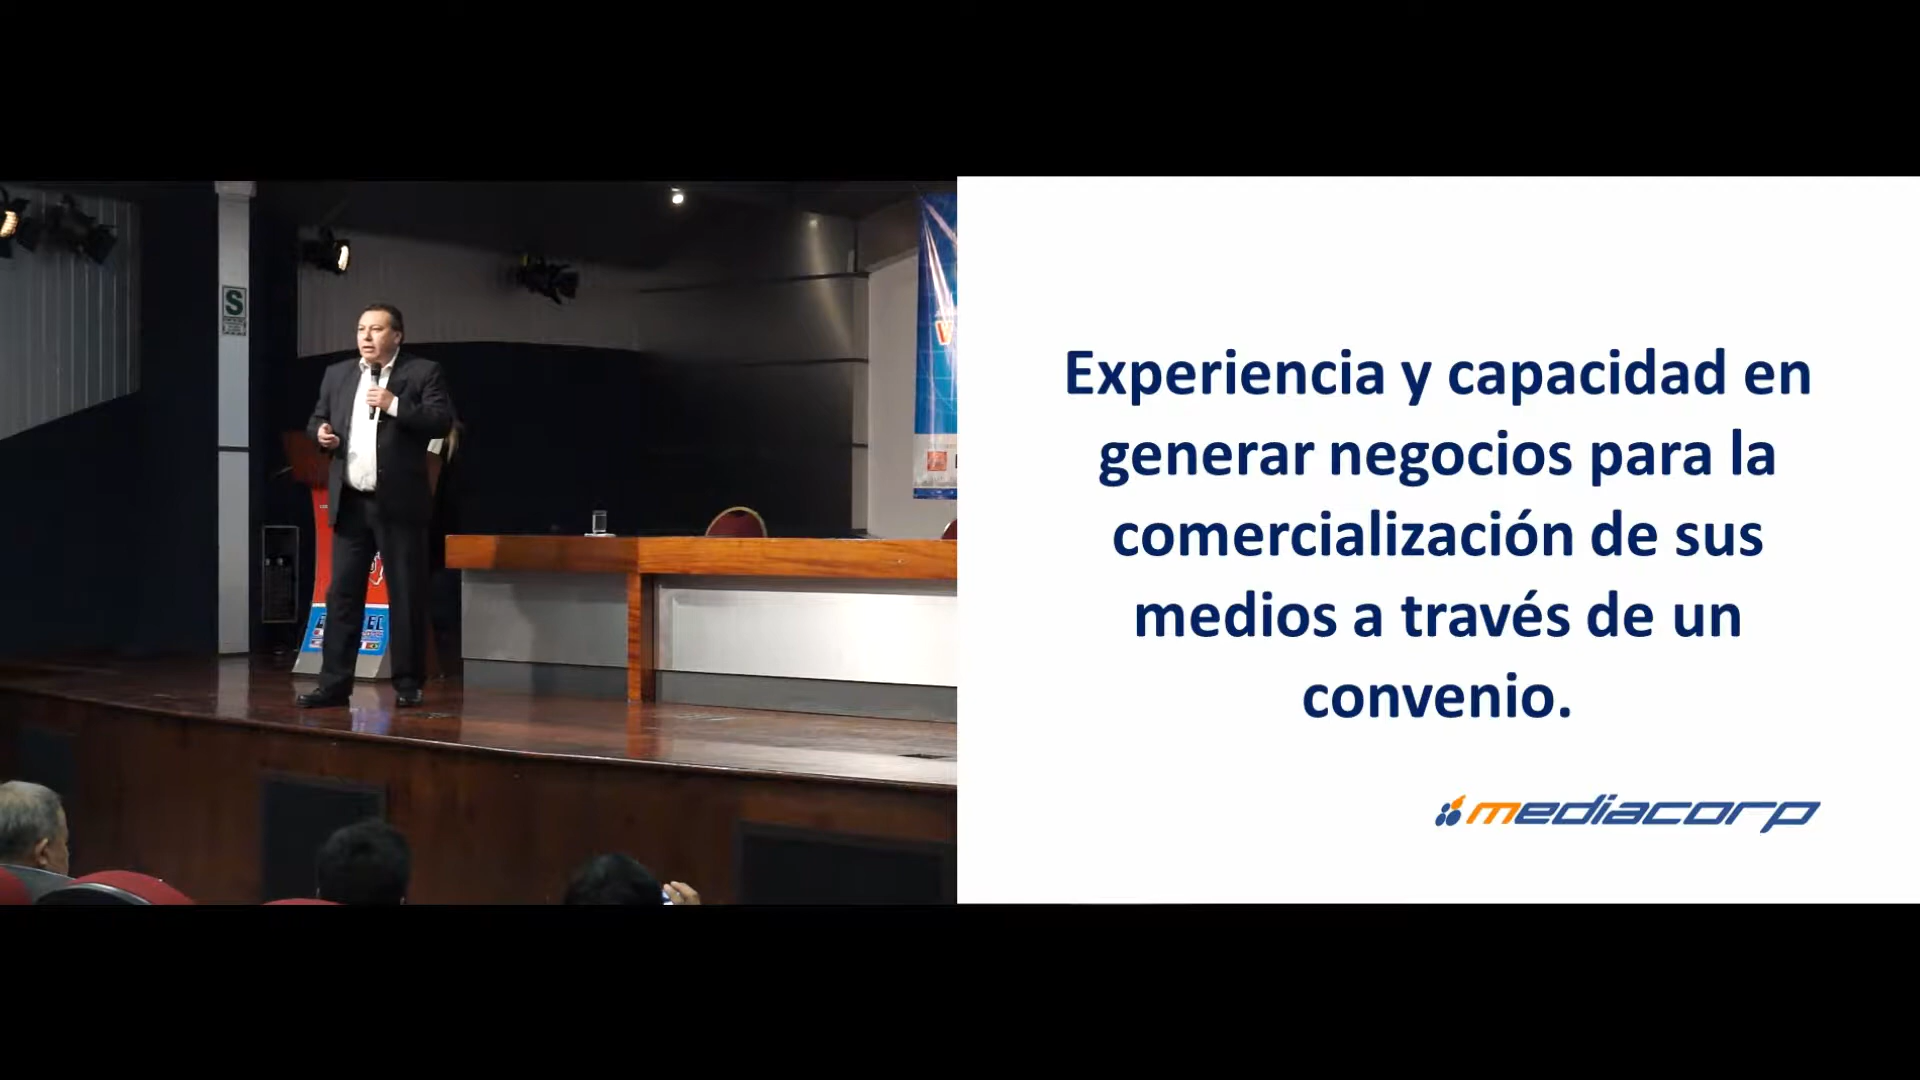 S
Experiencia y capacidad en
generar negocios para la
comercialización de sus
medios a través de un
convenio.
mediacorp